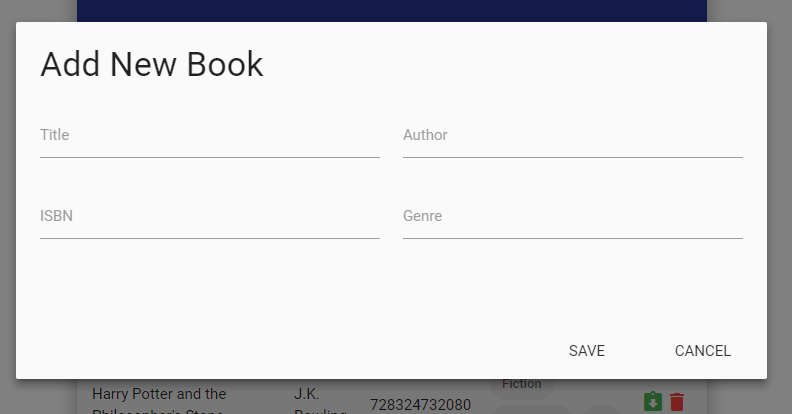 Add New Book
Title
Author
ISBN
Genre
SAVE
CANCEL
Fiction
Harry Potter and the
J.K.
728324732080
Philosopher's Stone
Rowling